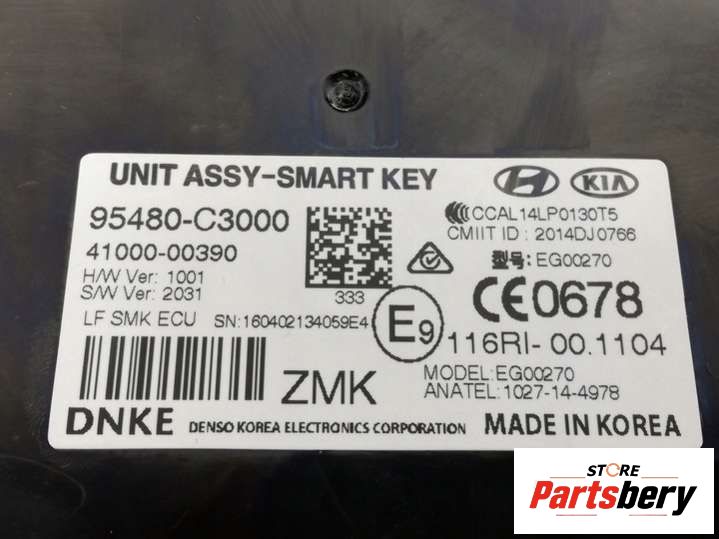 UNIT ASSY-SMART KEY
KIA
95480-C3000
41000-00390
H/W Ver: 1001
S/W Ver: 2031
333
CCAL14LP0130T5
CMIIT ID : 2014DJ0766
型号: EG00270
CE0678
LF SMK ECU SN:160402134059E4
E9
116RI- 00.1104
ZMK
MODEL:EG00270
ANATEL:1027-14-4978
DNKE DENSO KOREA ELECTRONICS CORPORATION MADE IN KOREA
STORE
Partsbery